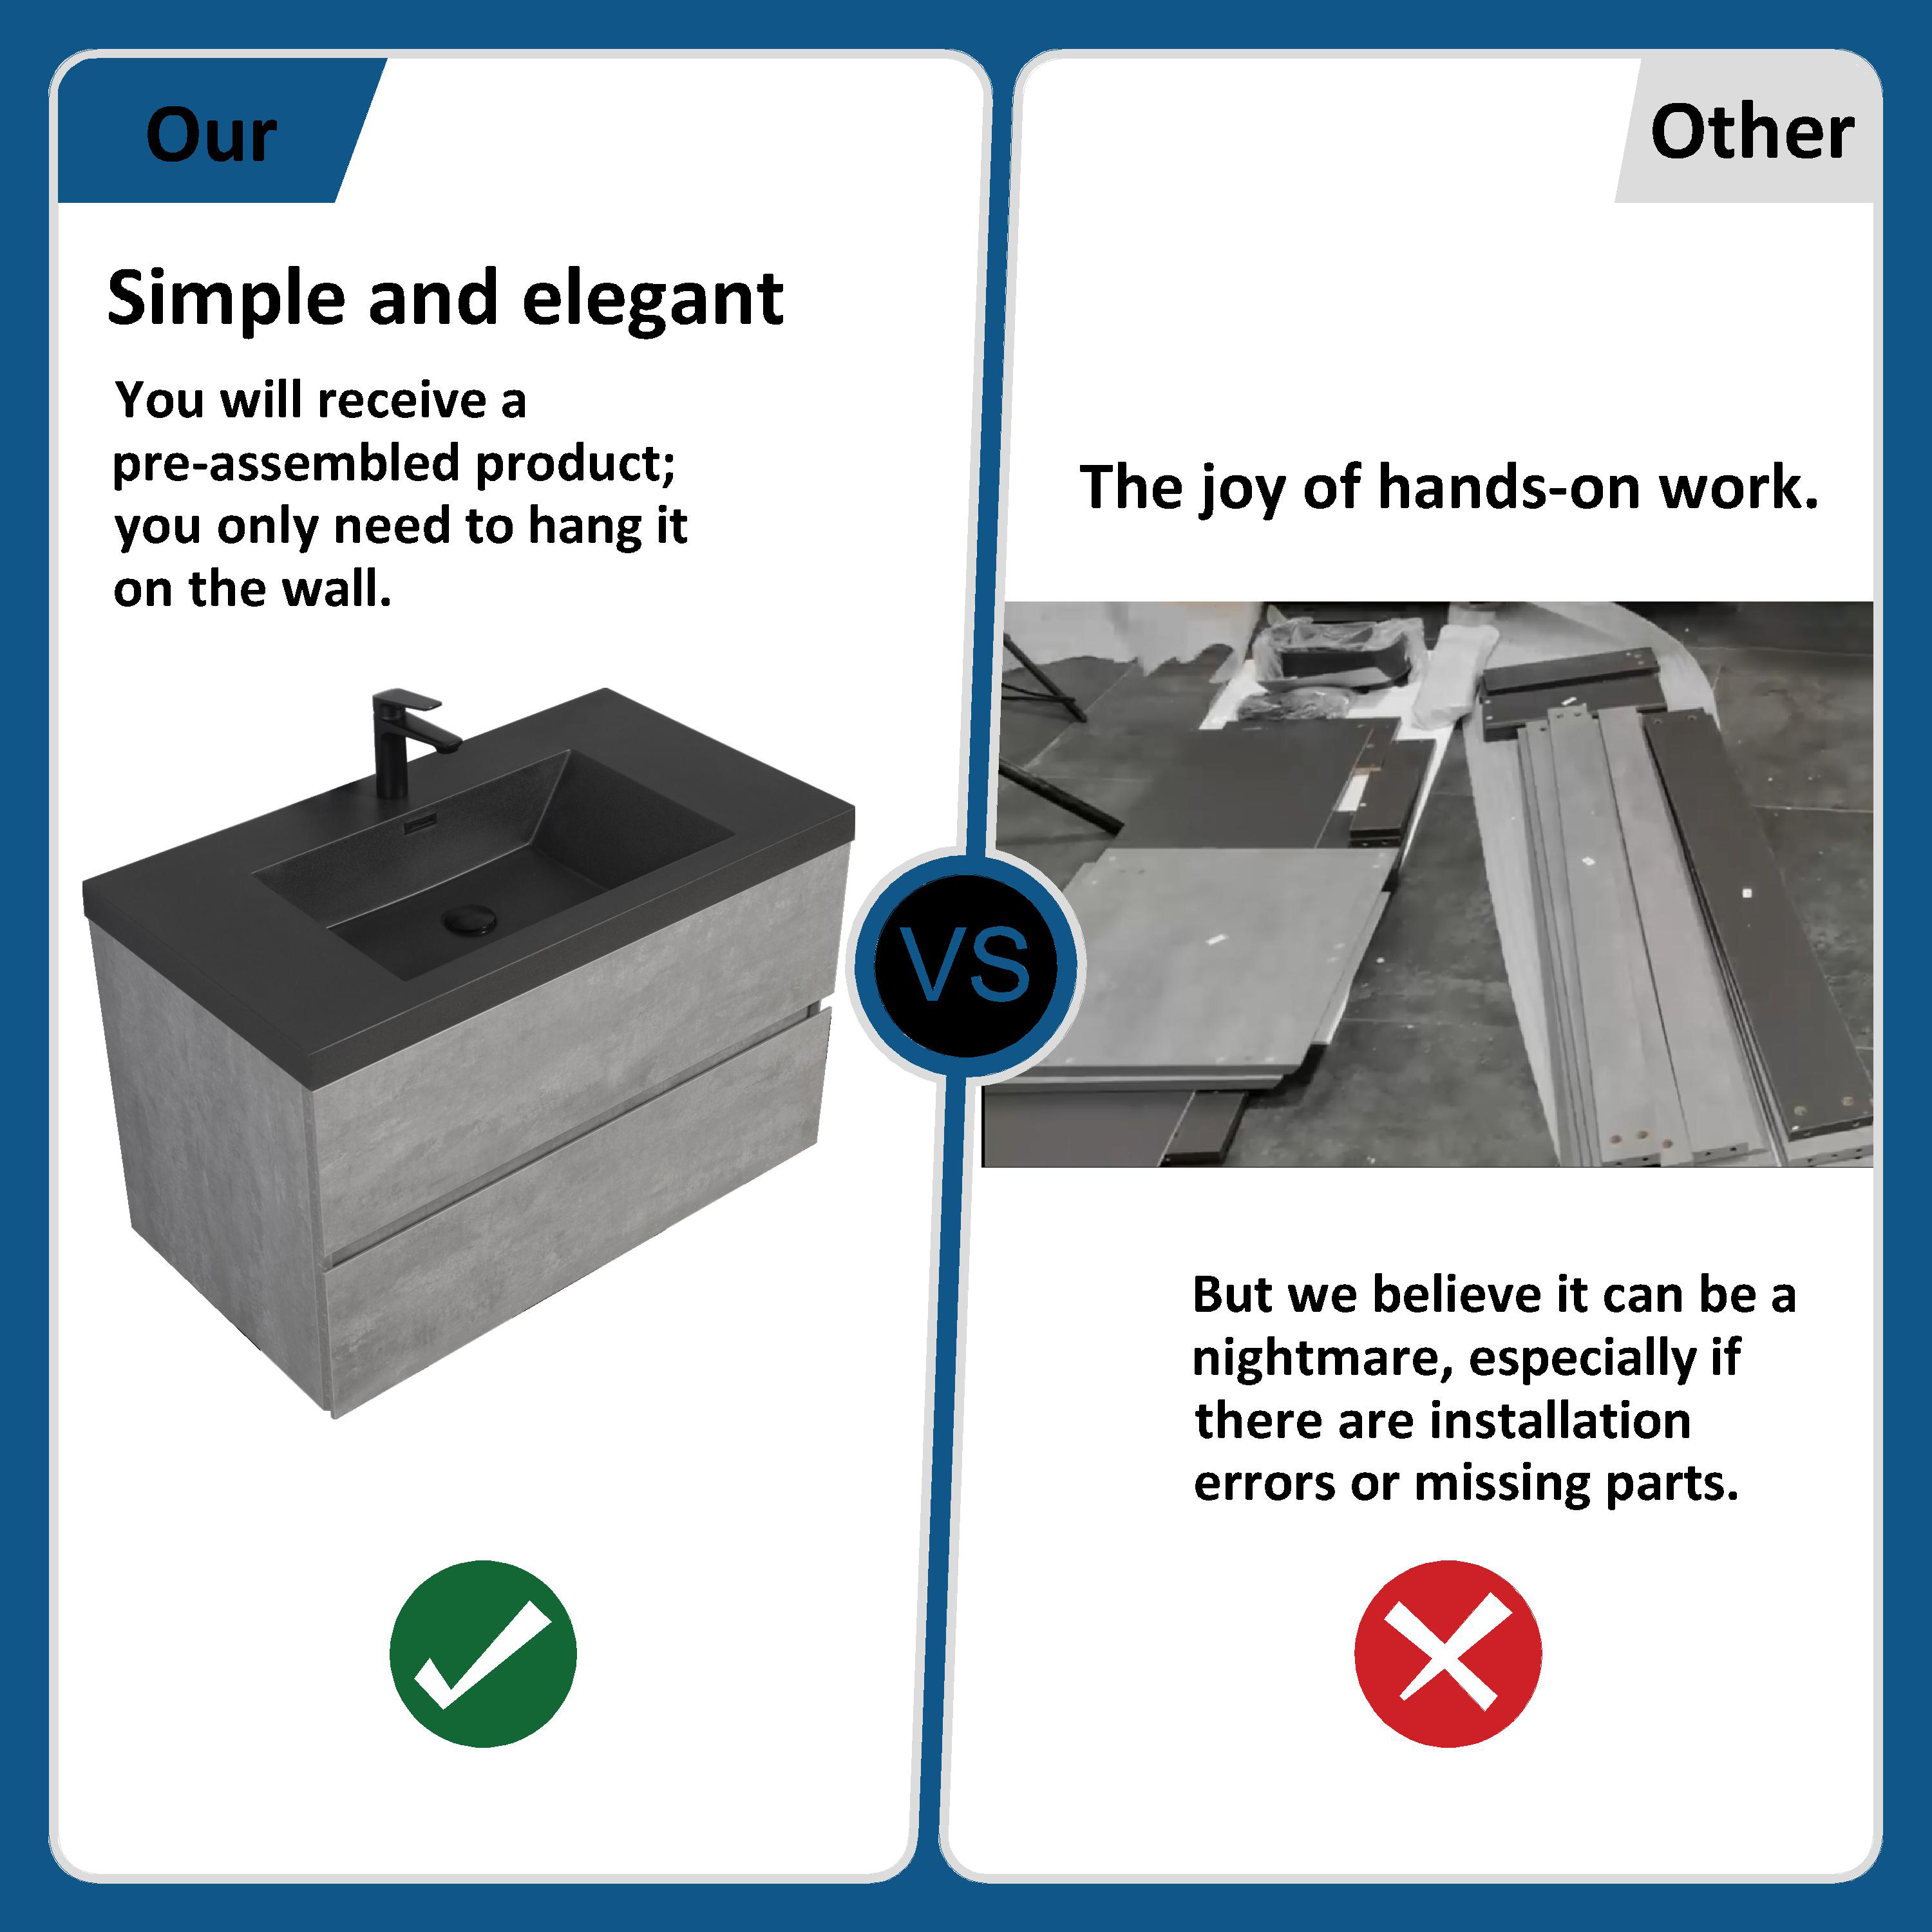 Our
Simple and elegant
You will receive a
pre-assembled product;
you only need to hang it
on the wall.
VS
Other
The joy of hands-on work.
But we believe it can be a
nightmare, especially if
there are installation
errors or missing parts.